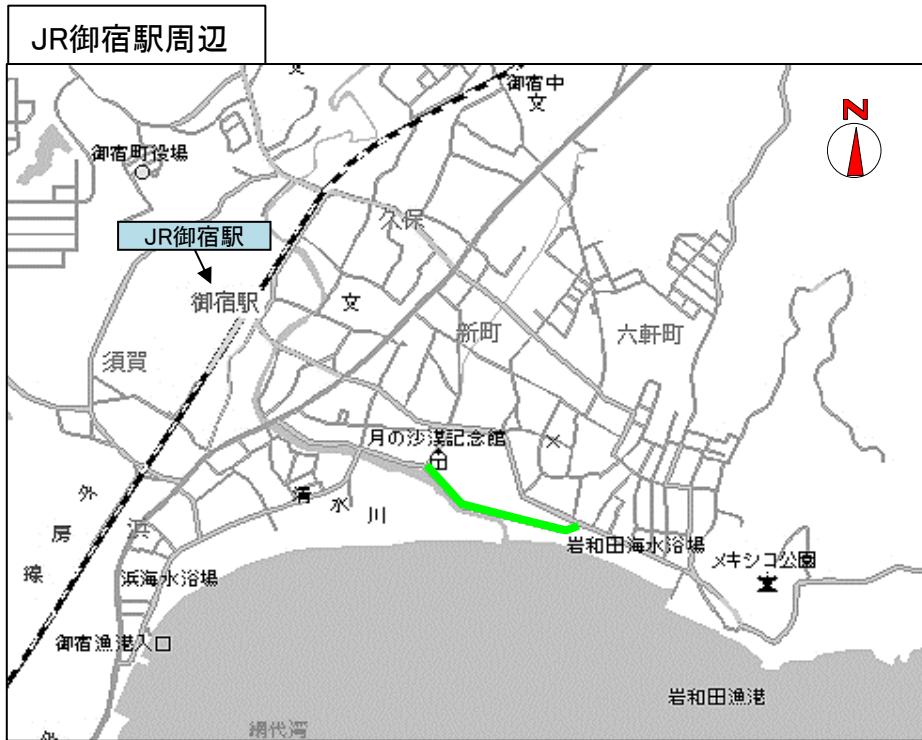 JR御宿駅周辺
文
御宿中
文
N
御宿町役場
JR御宿駅
久保
御宿駅
文
新町
六軒町
須賀
月の沙漠記念館
外房線
清水川
浜
岩和田海水浴場
メキシコ公園
浜海水浴場
御宿漁港入口
岩和田漁港
網代湾
外